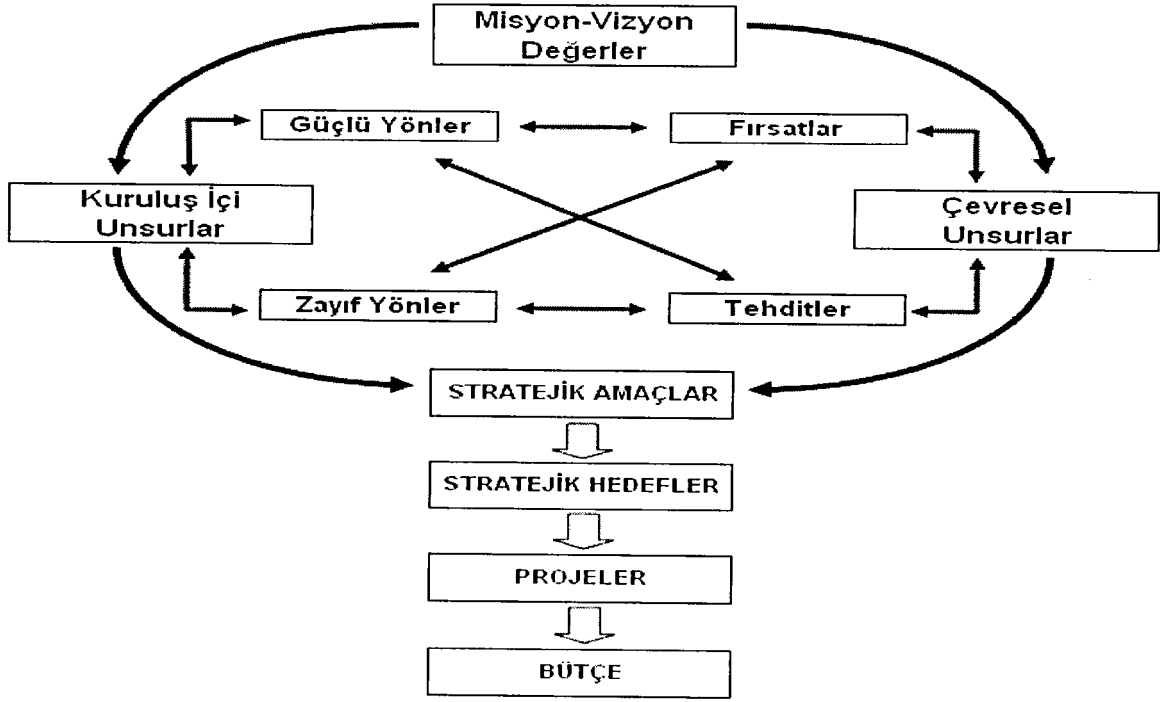 Misyon-Vizyon
Değerler
Güçlü Yönler
Fırsatlar
Kuruluş İçi
Unsurlar
Çevresel
Unsurlar
Zayıf Yönler
Tehditler
STRATEJİK AMAÇLAR
STRATEJİK HEDEFLER
PROJELER
BÜTÇE